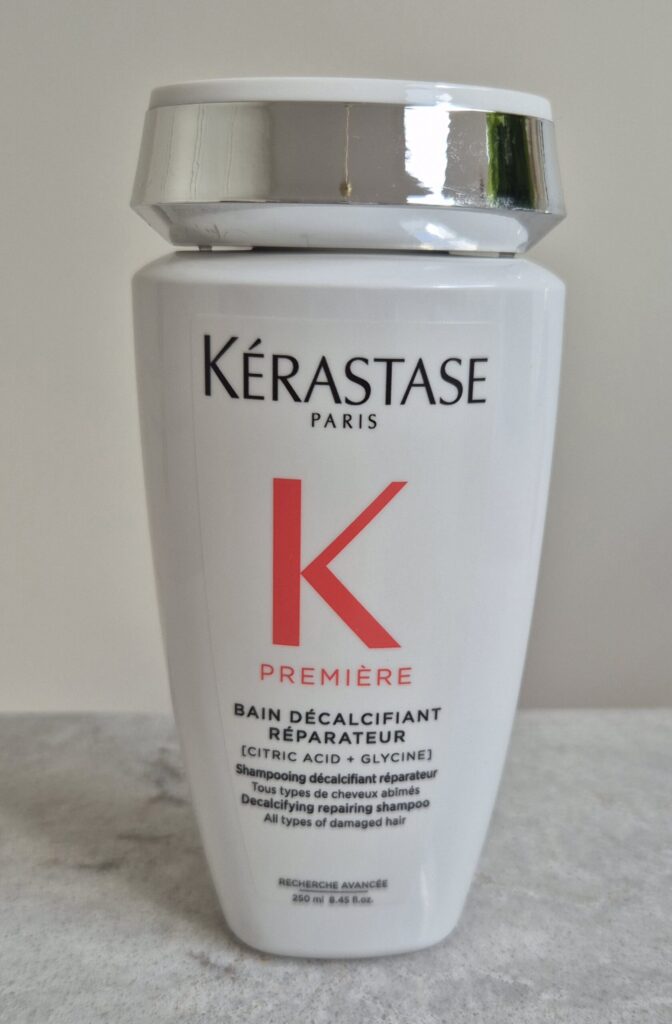 KÉRASTASE
PARIS
K
PREMIÈRE
BAIN DÉCALCIFIANT
RÉPARATEUR
[CITRIC ACID + GLYCINE]
Shampooing décalcifiant réparateur
Tous types de cheveux abîmés
Decalcifying repairing shampoo
All types of damaged hair
RECHERCHE AVANCÉE
250 ml 8.45 fl.oz.